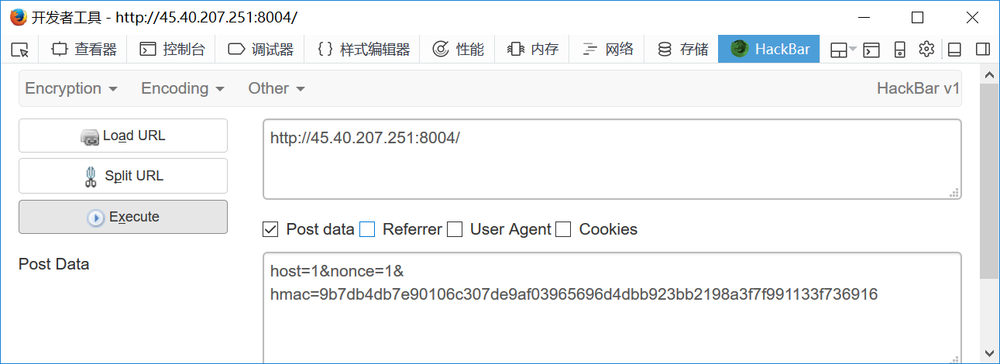 开发者工具 - http://45.40.207.251:8004/
查看器 控制台 调试器 { } 样式编辑器 性能 内存 网络 存储 HackBar
Encryption Encoding Other HackBar v1
Load URL
http://45.40.207.251:8004/
Split URL
Execute
Post data Referrer User Agent Cookies
Post Data
host=1&nonce=1&
hmac=9b7db4db7e90106c307de9af03965696d4dbb923bb2198a3f7f991133f736916